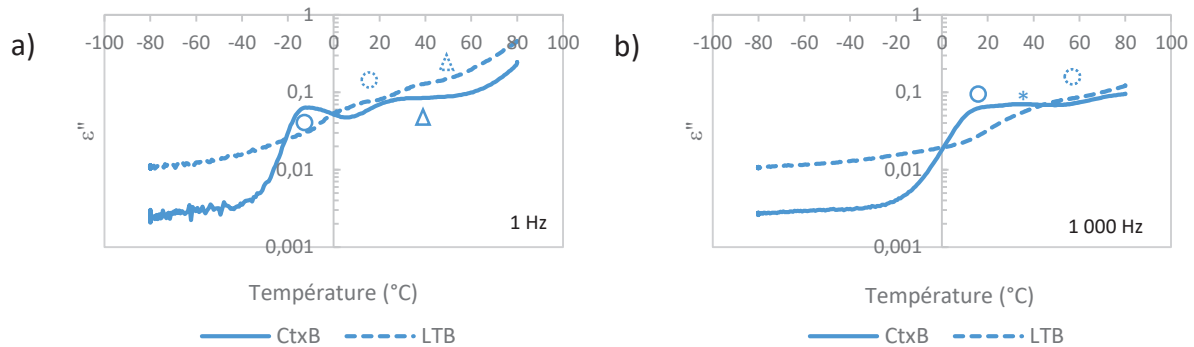 a)
1
-100 -80 -60 -40 -20 0 20 40 60 80 100
0,1
0,01
0,001
ε''
1 Hz
Température (°C)
CtxB LTB
b)
1
-100 -80 -60 -40 -20 0 20 40 60 80 100
0,1
*
0,01
0,001
ε''
1 000 Hz
Température (°C)
CtxB LTB